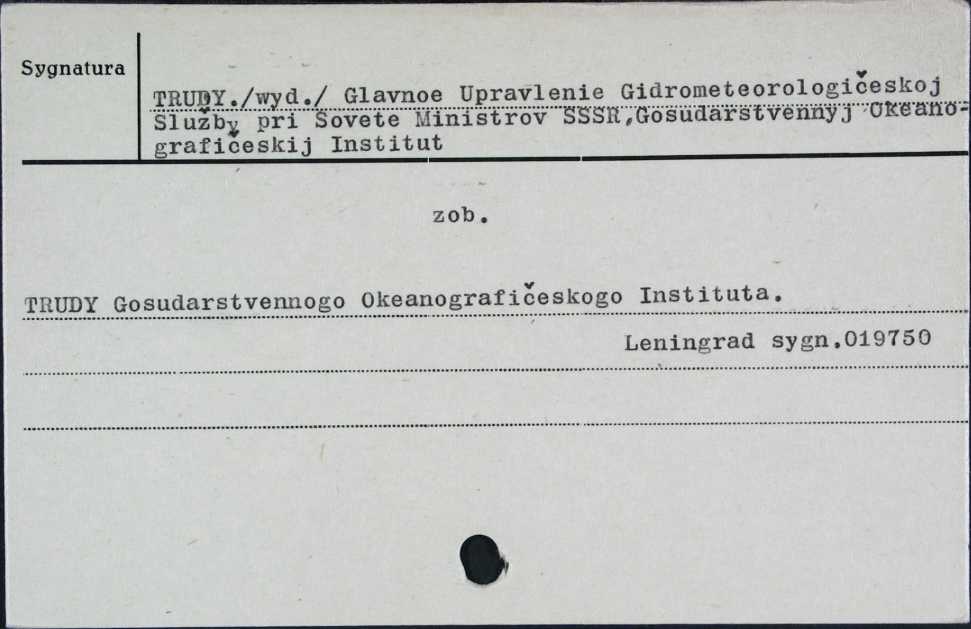 Sygnatura
TRUDY./wyd./ Glavnoe Upravlenie Gidrometeorologičeskoj
Služby pri Sovete Ministrov SSSR,Gosudarstvennyj Okeano-
grafičeskij Institut
zob.
TRUDY Gosudarstvennogo Okeanografičeskogo Instituta.
Leningrad sygn.019750